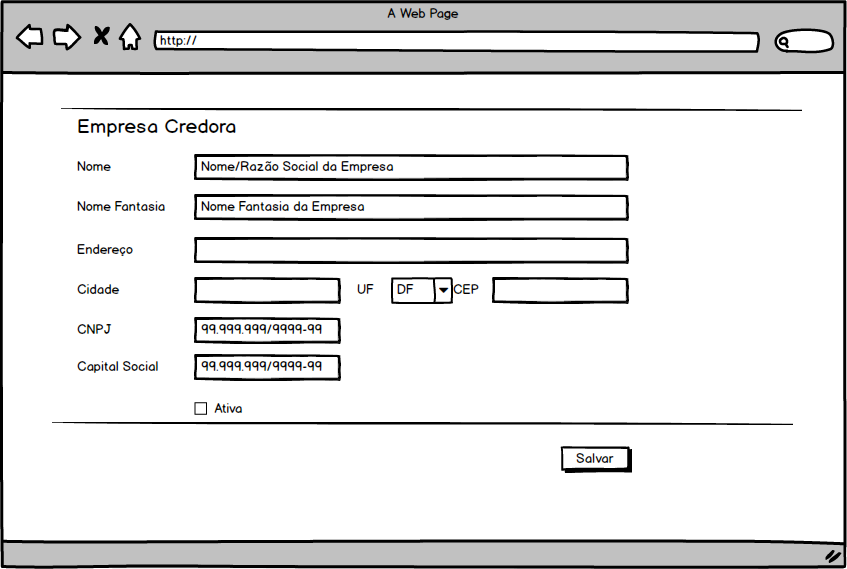 A Web Page
http://
Empresa Credora
Nome Nome/Razão Social da Empresa
Nome Fantasia Nome Fantasia da Empresa
Endereço
Cidade UF DF CEP
CNPJ 99.999.999/9999-99
Capital Social 99.999.999/9999-99
Ativa
Salvar